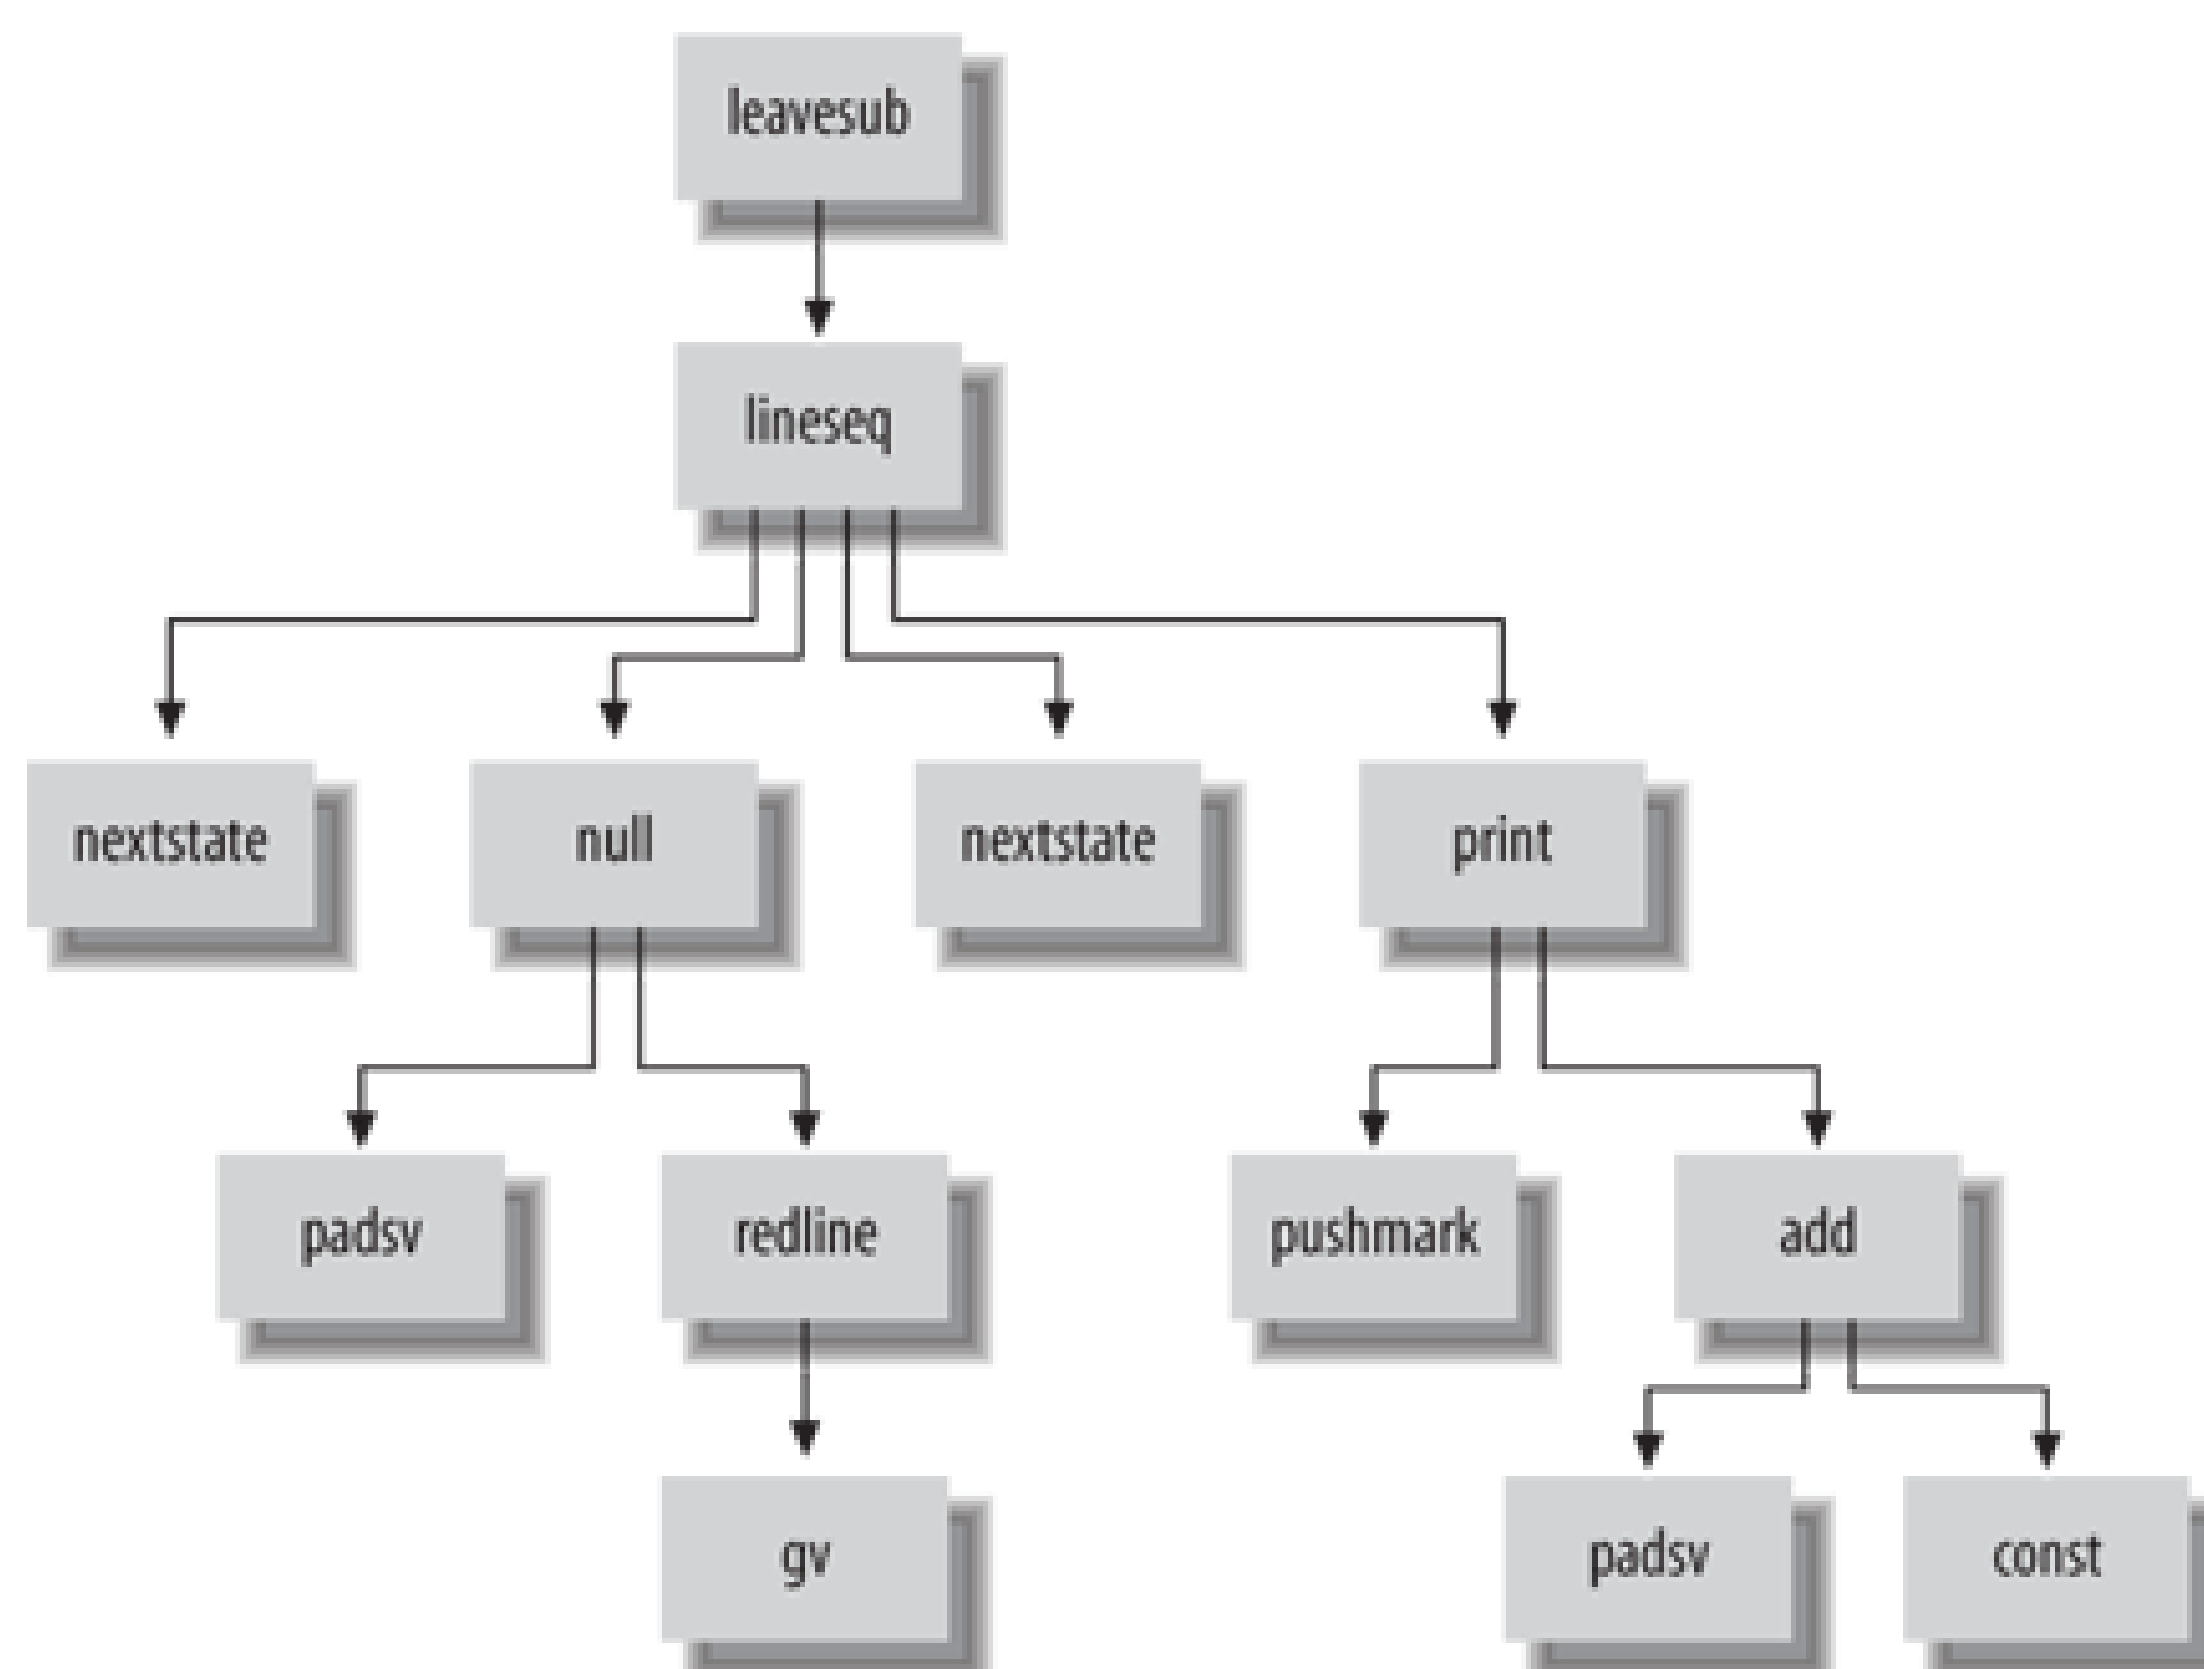 leavesub
lineseq
nextstate
null
nextstate
print
padsv
redline
pushmark
add
gv
padsv
const